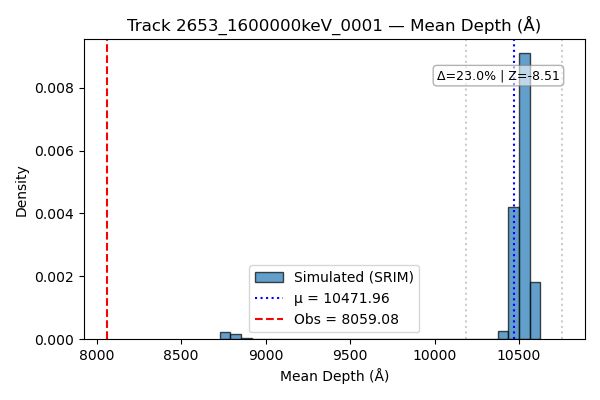 Track 2653_1600000keV_0001 — Mean Depth (Å)
Δ=23.0% | Z=-8.51
Density
0.008
0.006
0.004
0.002
0.000
Simulated (SRIM)
μ = 10471.96
Obs = 8059.08
8000 8500 9000 9500 10000 10500
Mean Depth (Å)